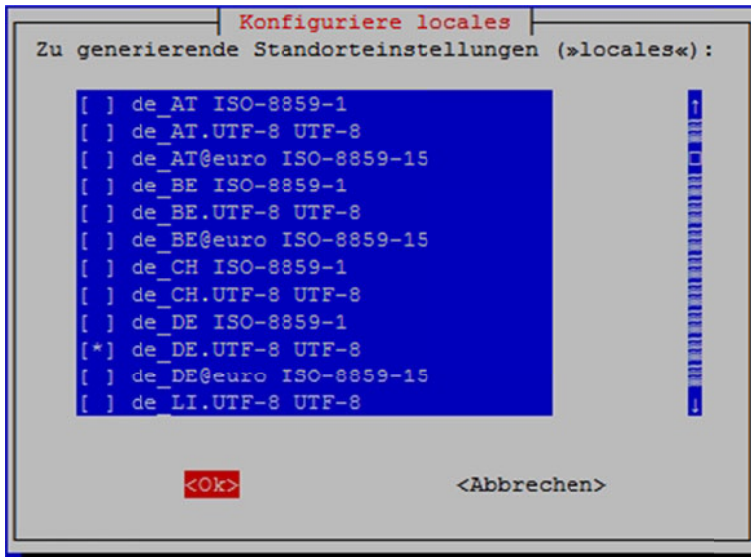 Konfiguriere locales
Zu generierende Standorteinstellungen (»locales«):
[ ] de_AT ISO-8859-1
[ ] de_AT.UTF-8 UTF-8
[ ] de_AT@euro ISO-8859-15
[ ] de_BE ISO-8859-1
[ ] de_BE.UTF-8 UTF-8
[ ] de_BE@euro ISO-8859-15
[ ] de_CH ISO-8859-1
[ ] de_CH.UTF-8 UTF-8
[ ] de_DE ISO-8859-1
[*] de_DE.UTF-8 UTF-8
[ ] de_DE@euro ISO-8859-15
[ ] de_LI.UTF-8 UTF-8
<Ok> <Abbrechen>